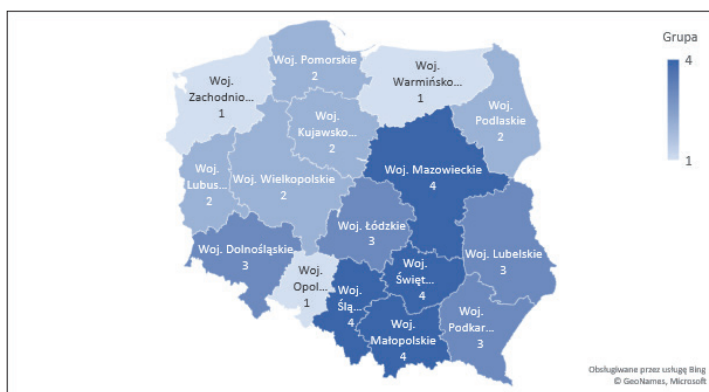 Grupa
4
1
Woj. Pomorskie
2
Woj.
Zachodnio...
1
Woj.
Warmińsko
...
1
Woj.
Podlaskie
2
Woj.
Kujawsko
...
2
Woj. Mazowieckie
4
Woj. Wielkopolskie
2
Woj.
Lubus...
2
Woj. Łódzkie
3
Woj. Dolnośląskie
3
Woj. Lubelskie
3
Woj.
Opol...
1
Woj.
Ślą...
4
Woj.
Święt...
4
Woj.
Małopolskie
4
Woj.
Podkar...
3
Obsługiwane przez usługę Bing
© GeoNames, Microsoft